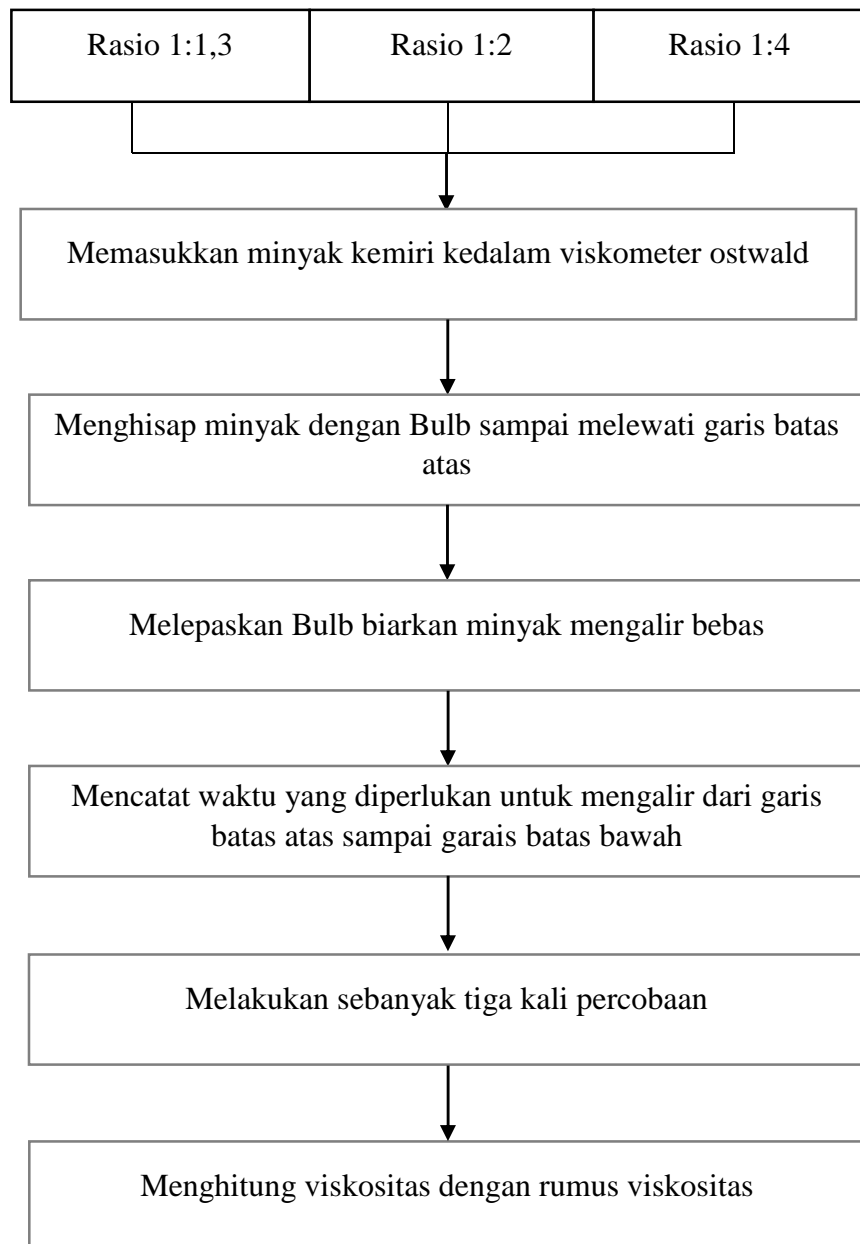 Rasio 1:1,3
Rasio 1:2
Rasio 1:4
Memasukkan minyak kemiri kedalam viskometer ostwald
Menghisap minyak dengan Bulb sampai melewati garis batas
atas
Melepaskan Bulb biarkan minyak mengalir bebas
Mencatat waktu yang diperlukan untuk mengalir dari garis
batas atas sampai garais batas bawah
Melakukan sebanyak tiga kali percobaan
Menghitung viskositas dengan rumus viskositas